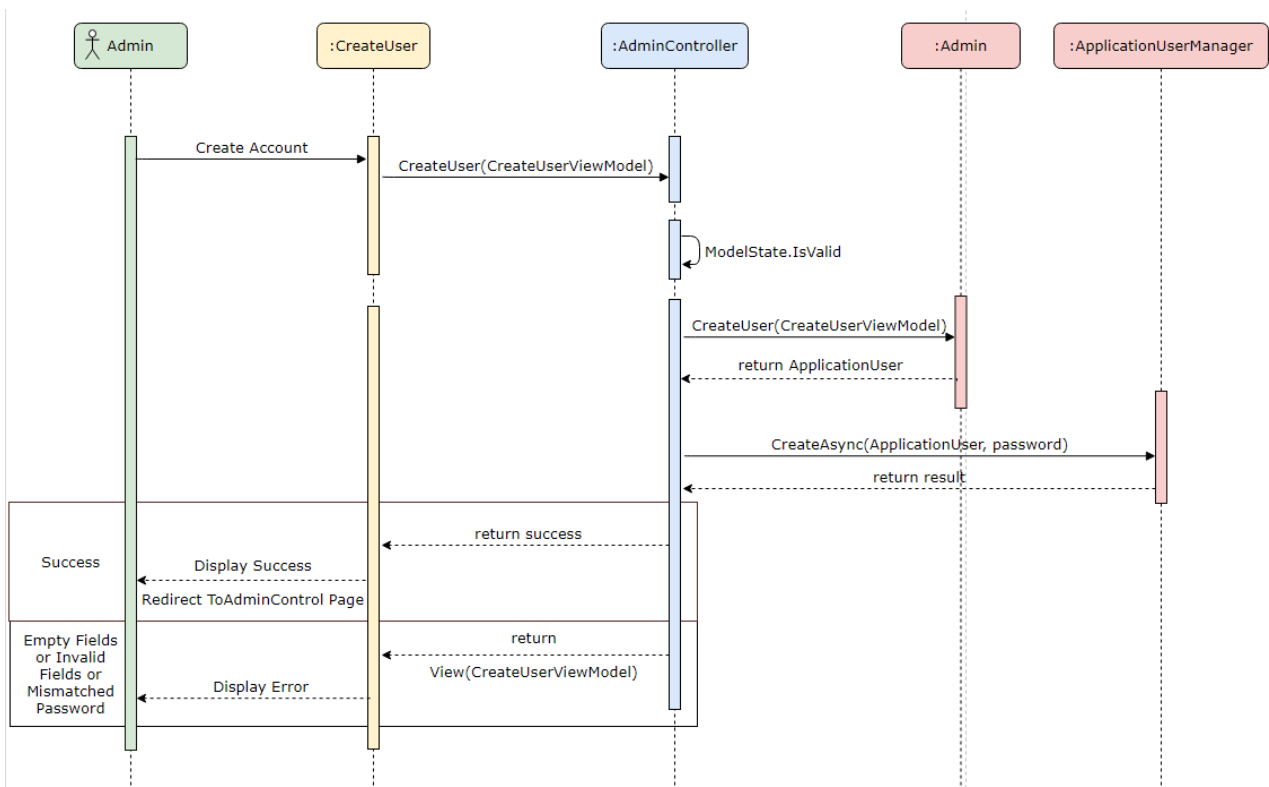 Admin
:CreateUser
:AdminController
:Admin
:ApplicationUserManager
Create Account
CreateUser(CreateUserViewModel)
ModelState.IsValid
CreateUser(CreateUserViewModel)
return ApplicationUser
CreateAsync(ApplicationUser, password)
return result
return success
Success
Display Success
Redirect ToAdminControl Page
Empty Fields
or Invalid
Fields or
Mismatched
Password
return
View(CreateUserViewModel)
Display Error